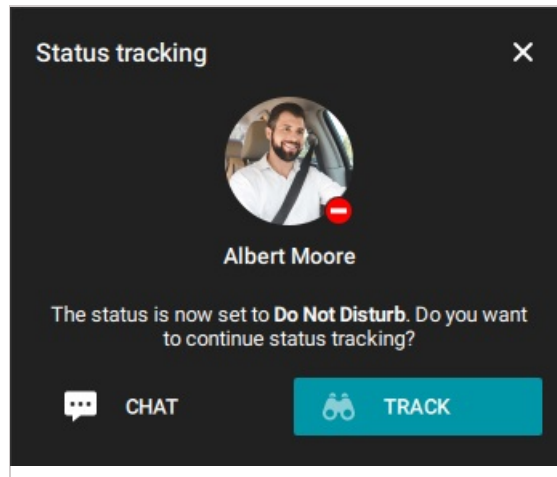 Status tracking
Albert Moore
The status is now set to Do Not Disturb. Do you want
to continue status tracking?
CHAT
TRACK